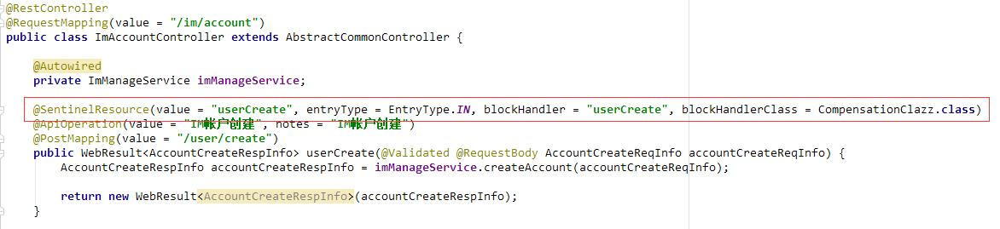 @RestController
@RequestMapping(value = "/im/account")
public class ImAccountController extends AbstractCommonController {
@Autowired
private ImManageService imManageService;
@SentinelResource(value = "userCreate", entryType = EntryType.IN, blockHandler = "userCreate", blockHandlerClass = CompensationClazz.class)
@ApiOperation(value = "IM帐户创建", notes = "IM帐户创建")
@PostMapping(value = "/user/create")
public WebResult<AccountCreateRespInfo> userCreate(@Validated @RequestBody AccountCreateReqInfo accountCreateReqInfo) {
AccountCreateRespInfo accountCreateRespInfo = imManageService.createAccount(accountCreateReqInfo);
return new WebResult<AccountCreateRespInfo>(accountCreateRespInfo);
}